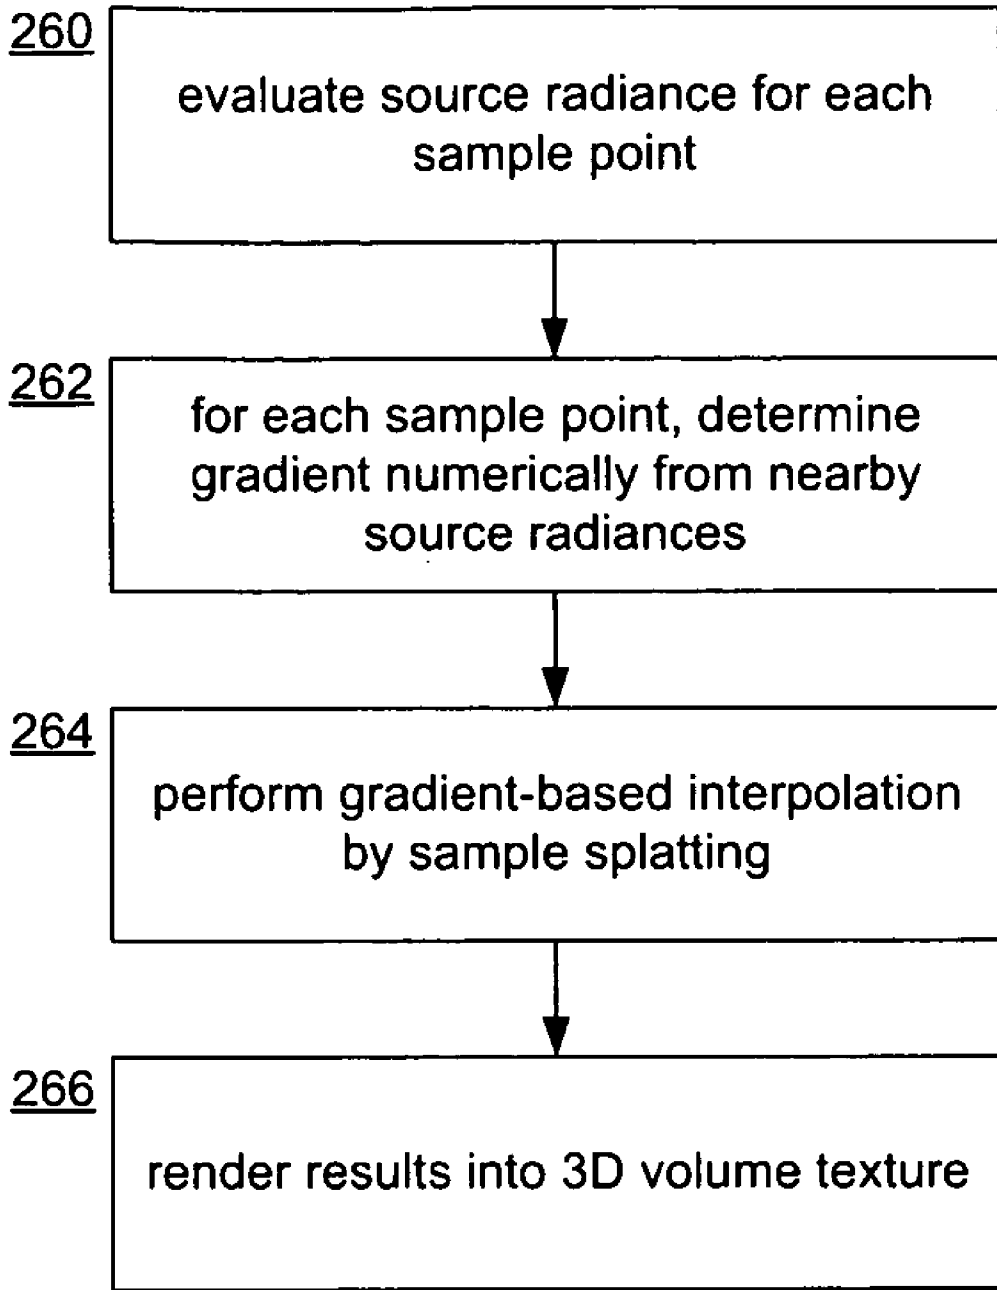 260
evaluate source radiance for each
sample point
262
for each sample point, determine
gradient numerically from nearby
source radiances
264
perform gradient-based interpolation
by sample splatting
266
render results into 3D volume texture